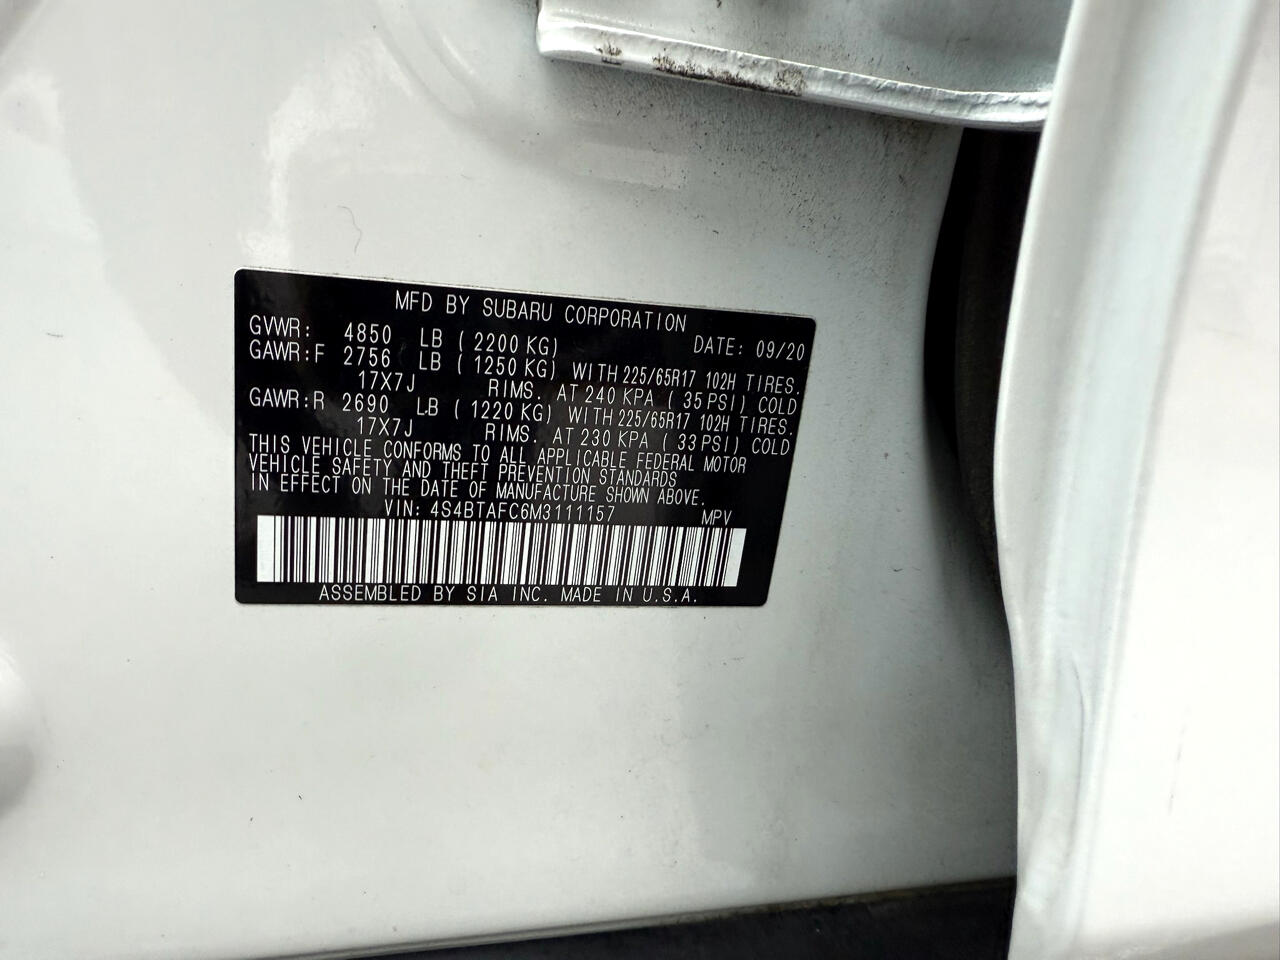 MFD BY SUBARU CORPORATION
GVWR: 4850 LB ( 2200 KG) DATE: 09/20
GAWR:F 2756 LB ( 1250 KG) WITH 225/65R17 102H TIRES.
17X7J RIMS. AT 240 KPA ( 35 PSI) COLD
GAWR:R 2690 LB ( 1220 KG) WITH 225/65R17 102H TIRES.
17X7J RIMS. AT 230 KPA ( 33 PSI) COLD
THIS VEHICLE CONFORMS TO ALL APPLICABLE FEDERAL MOTOR
VEHICLE SAFETY AND THEFT PREVENTION STANDARDS
IN EFFECT ON THE DATE OF MANUFACTURE SHOWN ABOVE.
VIN: 4S4BTAFC6M3111157 MPV
ASSEMBLED BY SIA INC. MADE IN U.S.A.